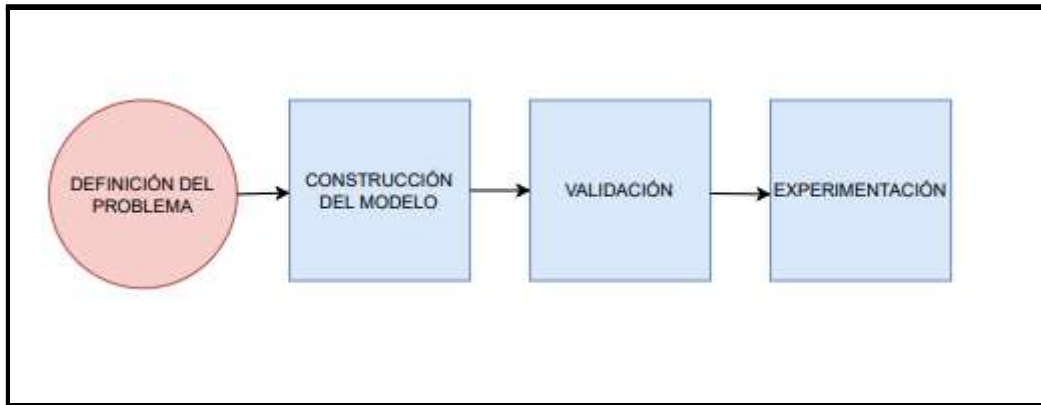 DEFINICIÓN DEL
PROBLEMA
CONSTRUCCIÓN
DEL MODELO
VALIDACIÓN
EXPERIMENTACIÓN